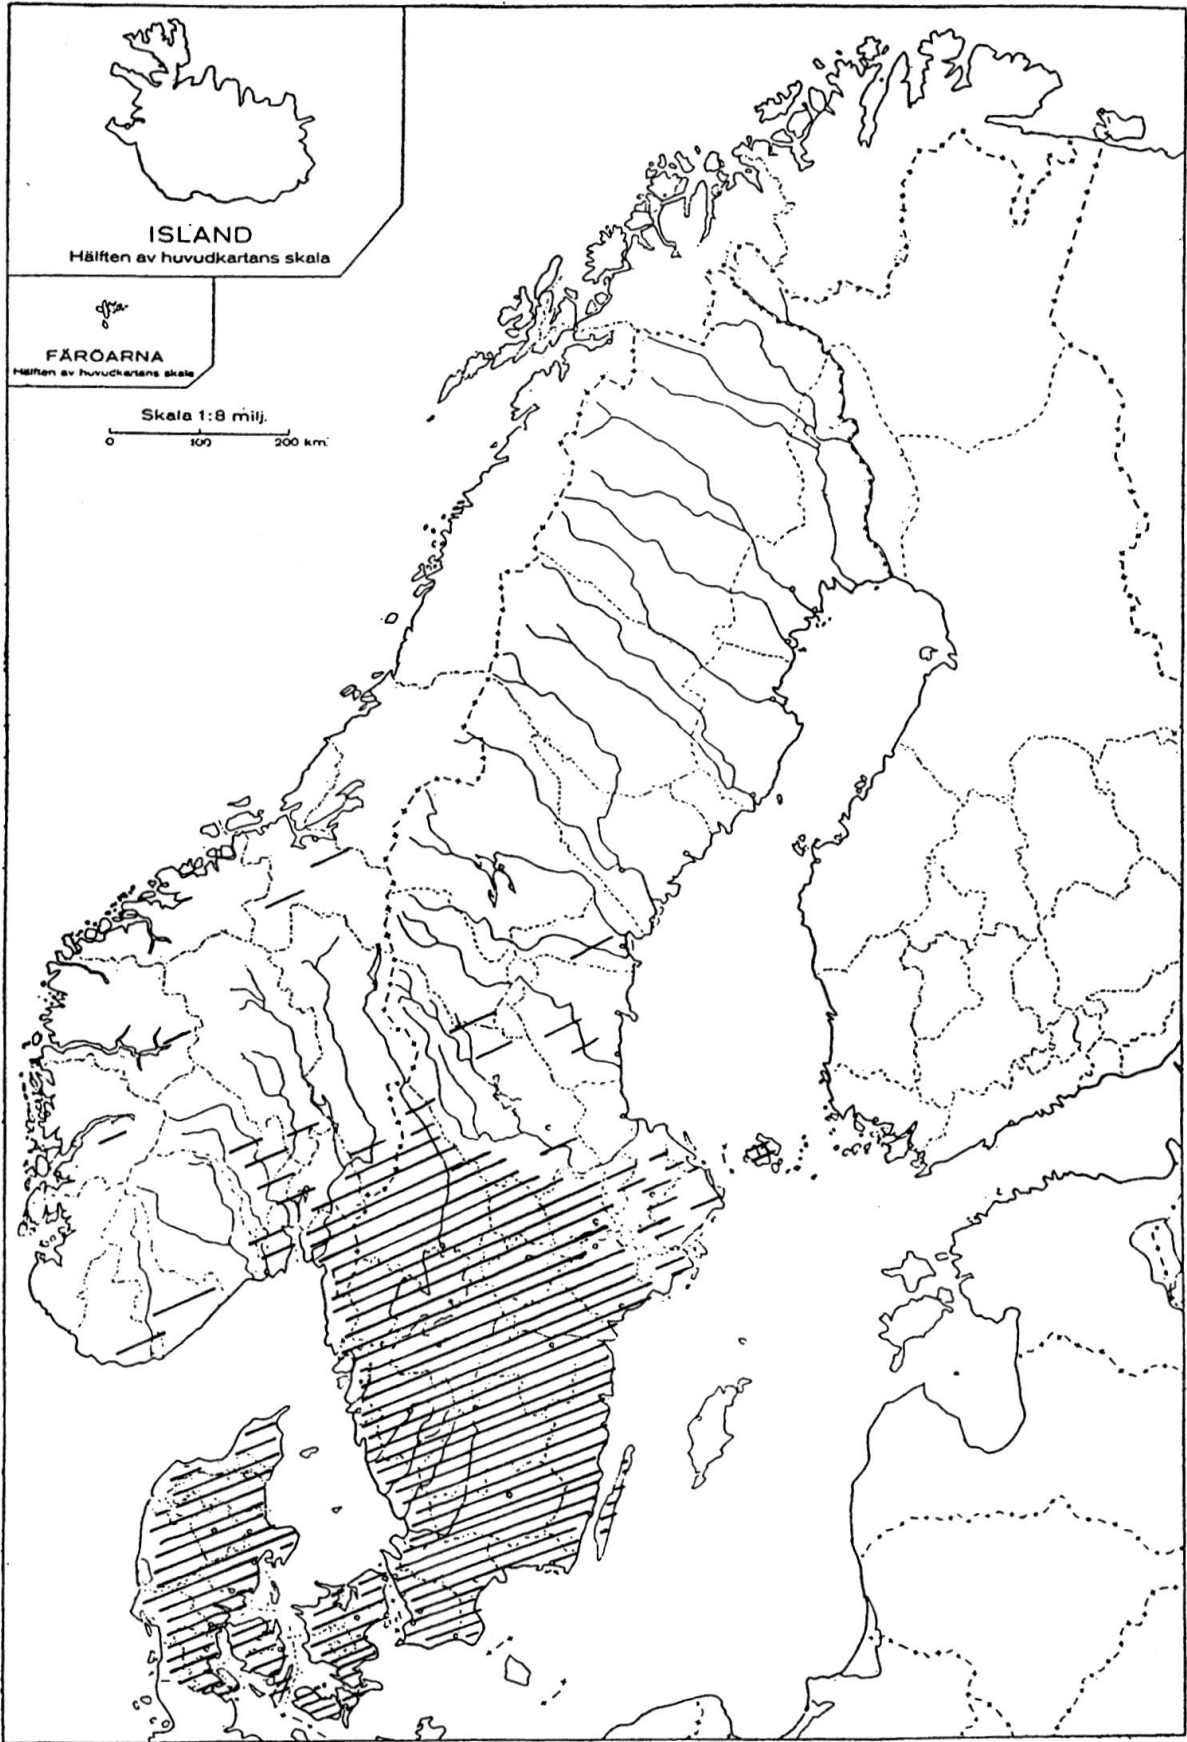 ISLAND
Hälften av huvudkartans skala
FÄRÖARNA
Hälften av huvudkartans skala
Skala 1:8 milj.
0 100 200 km.